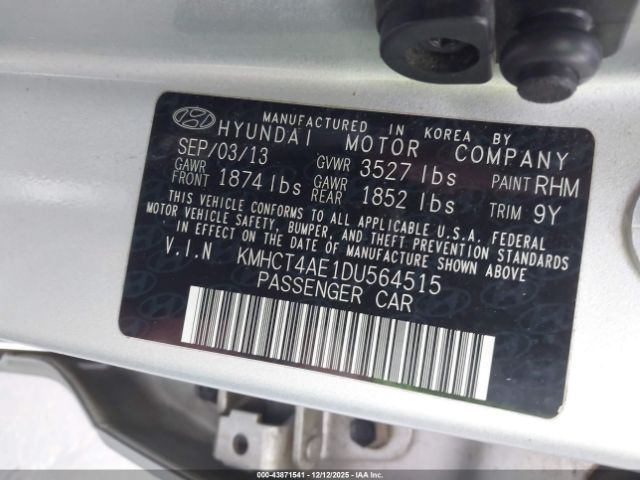 MANUFACTURED IN KOREA BY
HYUNDAI MOTOR COMPANY
SEP/03/13 GVWR 3527 lbs PAINT RHM
GAWR FRONT 1874 lbs GAWR REAR 1852 lbs TRIM 9Y
THIS VEHICLE CONFORMS TO ALL APPLICABLE U.S.A. FEDERAL
MOTOR VEHICLE SAFETY, BUMPER, AND THEFT PREVENTION STANDARDS
IN EFFECT ON THE DATE OF MANUFACTURE SHOWN ABOVE.
V.I.N KMHCT4AE1DU564515
PASSENGER CAR
000-43871541 - 12/12/2025 - IAAI.CA